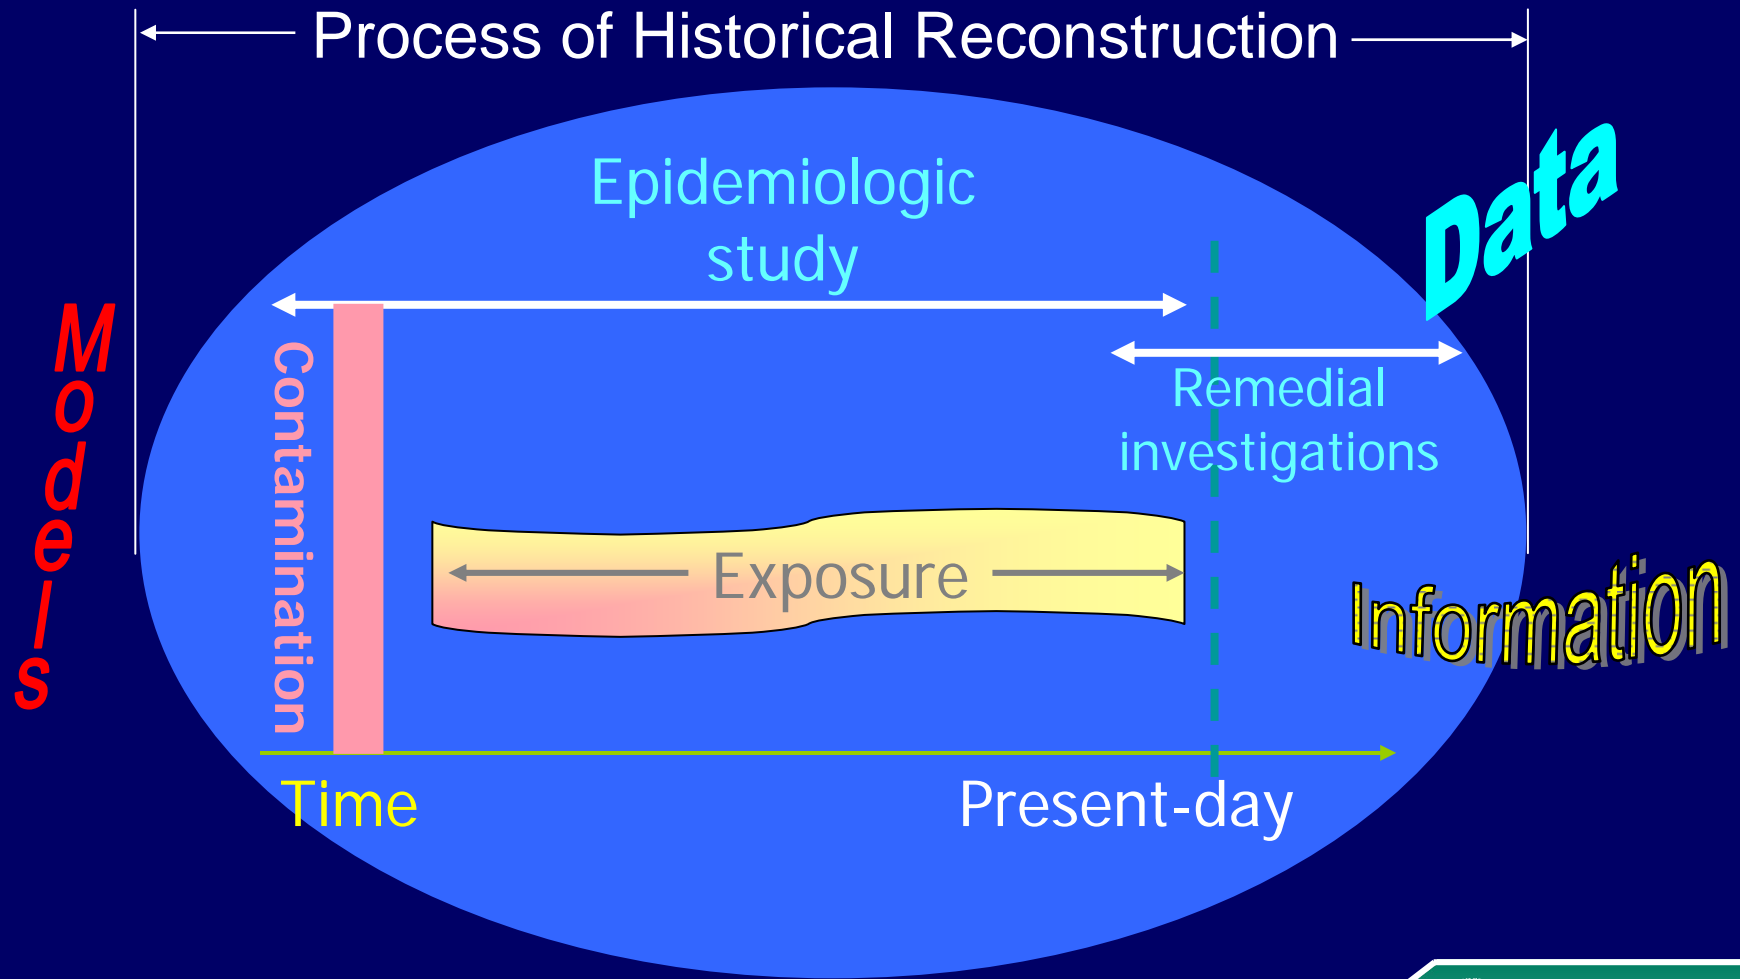 Process of Historical Reconstruction
Data
Epidemiologic
study
Models
Contamination
Remedial
investigations
Exposure
Information
Time
Present-day